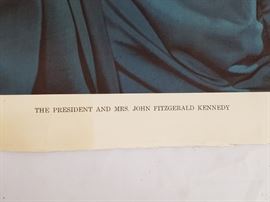 THE PRESIDENT AND MRS. JOHN FITZGERALD KENNEDY